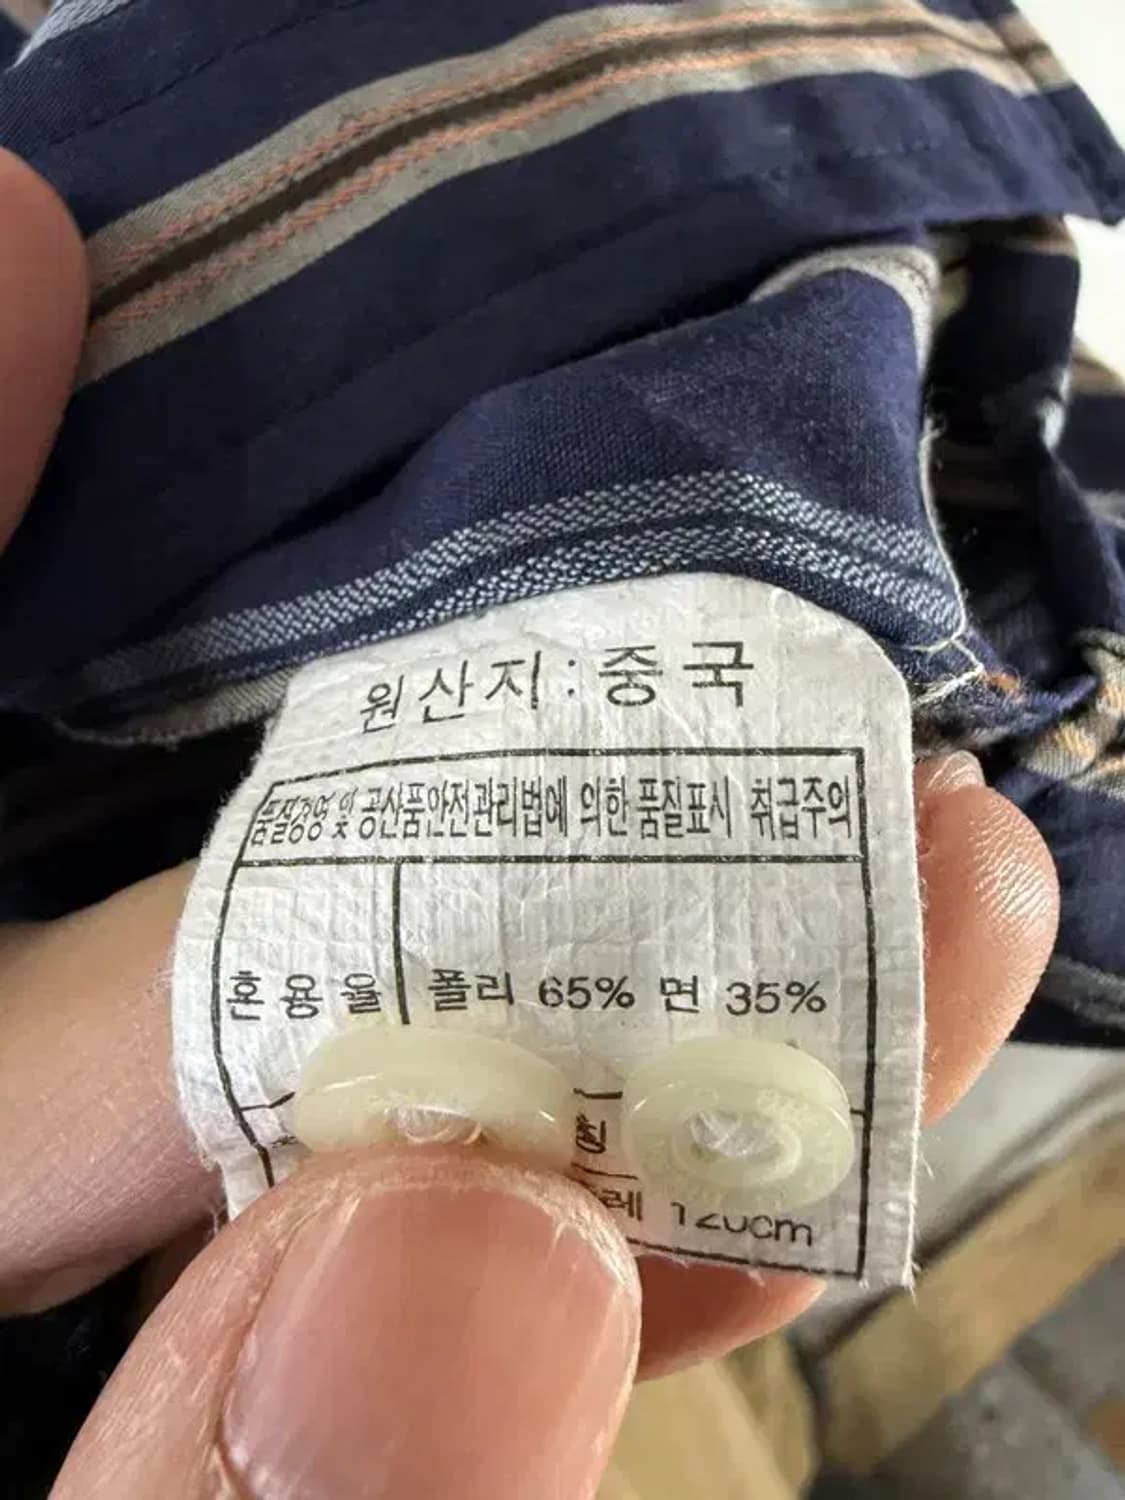 원산지 : 중국
품질경영 및 공산품안전관리법에 의한 품질표시 취급주의
혼용율 폴리 65% 면 35%
120cm